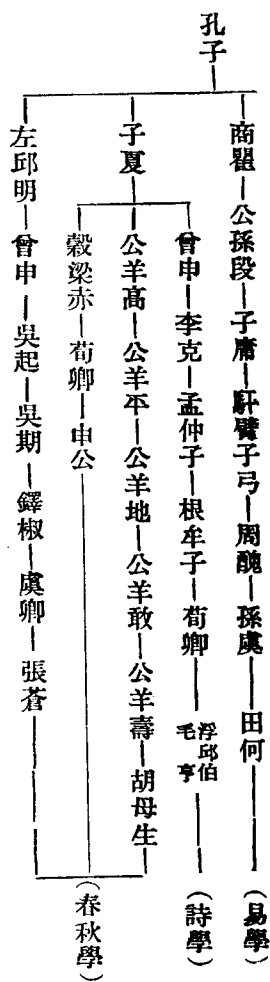 孔子
商瞿—公孫段—子庸—馯臂子弓—周醜—孫虞—田何(易學)
子夏
曾申—李克—孟仲子—根牟子—荀卿—浮邱伯 毛亨(詩學)
公羊高—公羊平—公羊地—公羊敢—公羊壽—胡母生
穀梁赤—荀卿—申公
左邱明—曾申—吳起—吳期—鐸椒—虞卿—張蒼
(春秋學)